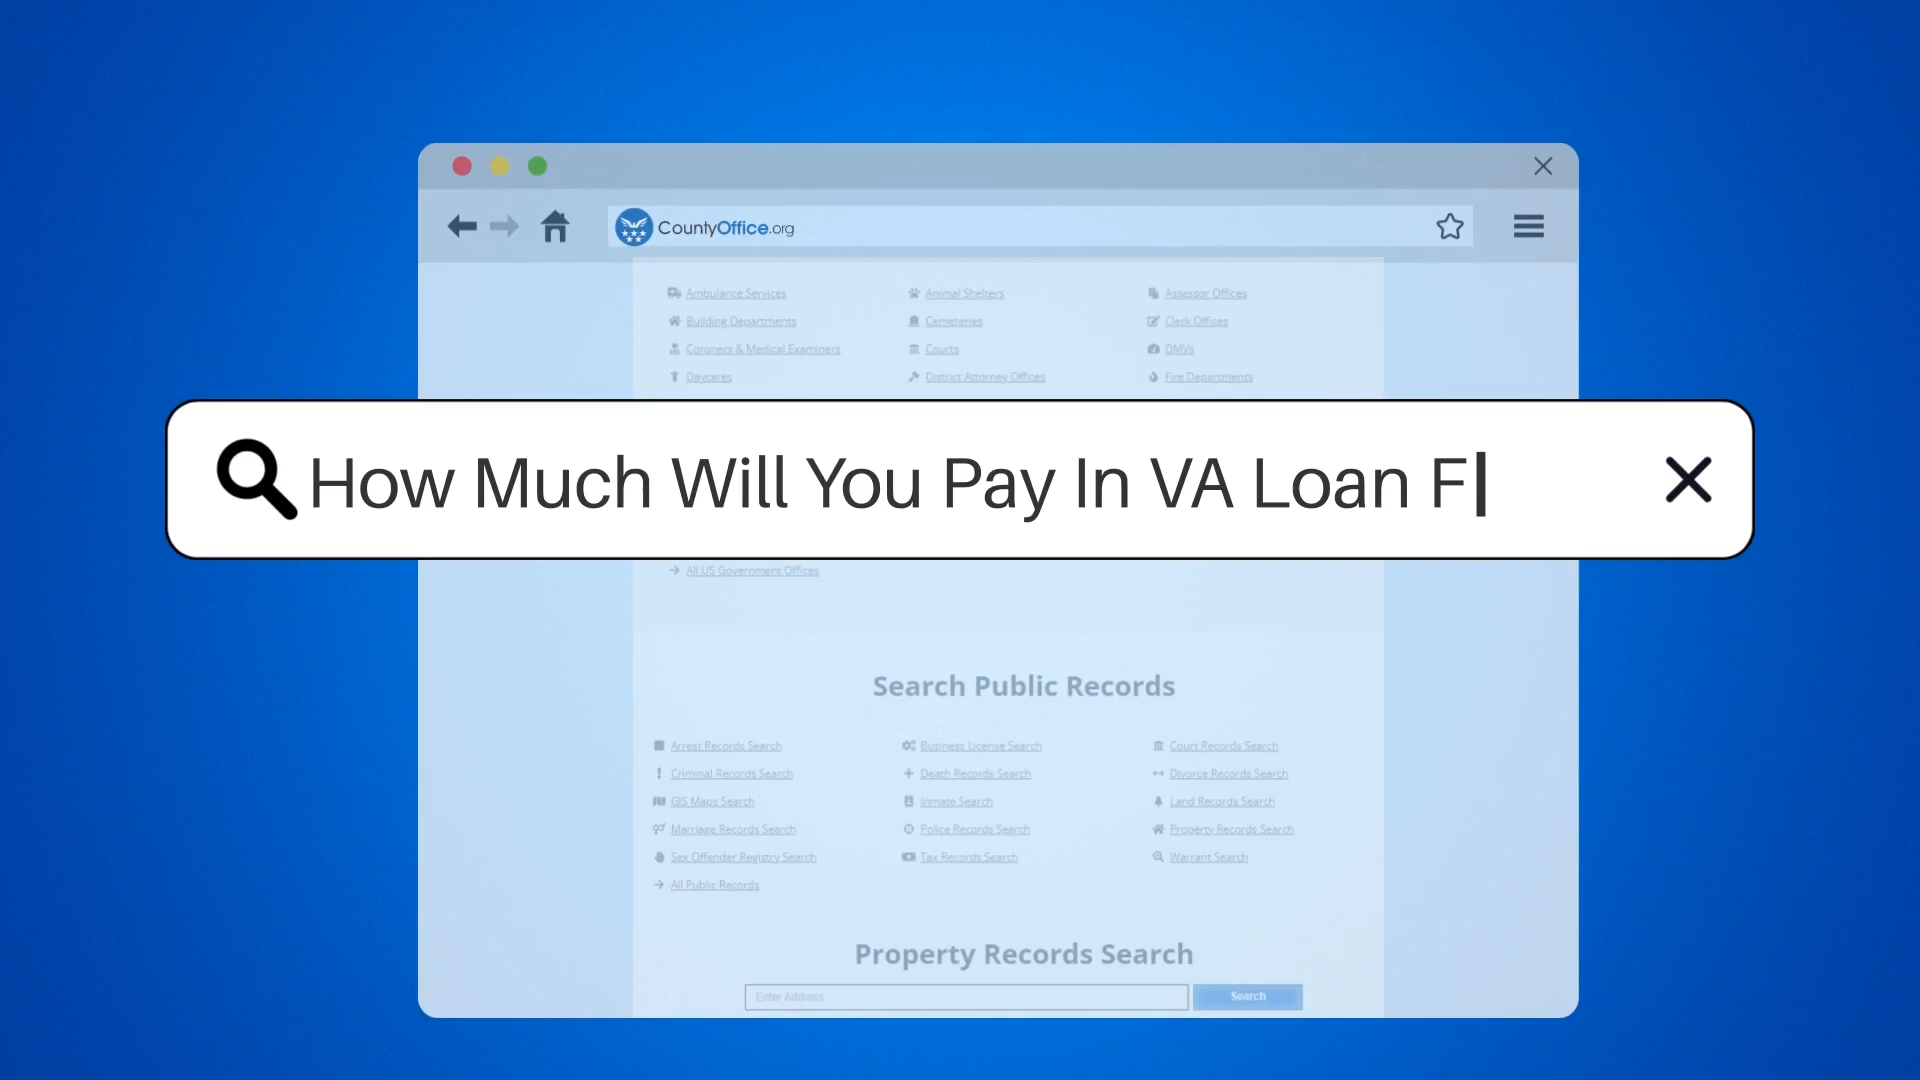 CountyOffice.org
Ambulance Services Animal Shelters Assessor Offices
Building Departments Cemeteries Clerk Offices
Coroners & Medical Examiners Courts DMVs
Daycares District Attorney Offices Fire Departments
How Much Will You Pay In VA Loan F
All US Government Offices
Search Public Records
Arrest Records Search Business License Search Court Records Search
Criminal Records Search Death Records Search Divorce Records Search
GIS Maps Search Inmate Search Land Records Search
Marriage Records Search Police Records Search Property Records Search
Sex Offender Registry Search Tax Records Search Warrant Search
All Public Records
Property Records Search
Enter Address Search